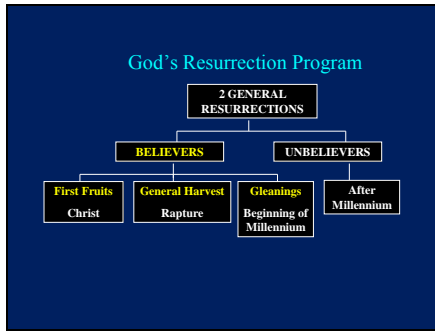 God's Resurrection Program
2 GENERAL
RESURRECTIONS
BELIEVERS
UNBELIEVERS
First Fruits
Christ
General Harvest
Rapture
Gleanings
Beginning of
Millennium
After
Millennium